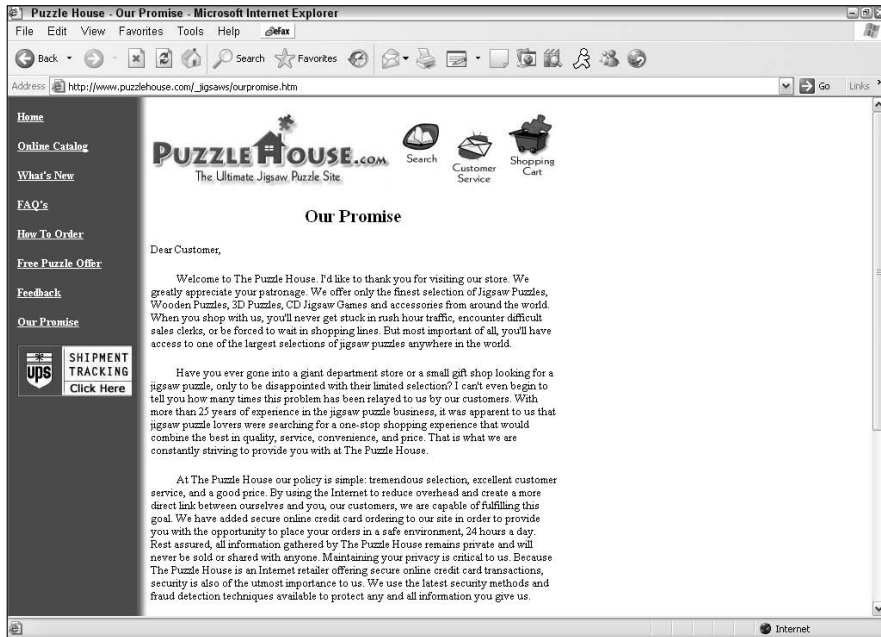 Puzzle House - Our Promise - Microsoft Internet Explorer
File Edit View Favorites Tools Help eFax
Back Search Favorites
Address http://www.puzzlehouse.com/_jigsaws/ourpromise.htm Go Links
Home
Online Catalog
What's New
FAQ's
How To Order
Free Puzzle Offer
Feedback
Our Promise
ups
SHIPMENT
TRACKING
Click Here
PUZZLE HOUSE.COM
The Ultimate Jigsaw Puzzle Site
Search
Customer
Service
Shopping
Cart
Our Promise
Dear Customer,
Welcome to The Puzzle House. I'd like to thank you for visiting our store. We
greatly appreciate your patronage. We offer only the finest selection of Jigsaw Puzzles,
Wooden Puzzles, 3D Puzzles, CD Jigsaw Games and accessories from around the world.
When you shop with us, you'll never get stuck in rush hour traffic, encounter difficult
sales clerks, or be forced to wait in shopping lines. But most important of all, you'll have
access to one of the largest selections of jigsaw puzzles anywhere in the world.
Have you ever gone into a giant department store or a small gift shop looking for a
jigsaw puzzle, only to be disappointed with their limited selection? I can't even begin to
tell you how many times this problem has been relayed to us by our customers. With
more than 25 years of experience in the jigsaw puzzle business, it was apparent to us that
jigsaw puzzle lovers were searching for a one-stop shopping experience that would
combine the best in quality, service, convenience, and price. That is what we are
constantly striving to provide you with at The Puzzle House.
At The Puzzle House our policy is simple: tremendous selection, excellent customer
service, and a good price. By using the Internet to reduce overhead and create a more
direct link between ourselves and you, our customers, we are capable of fulfilling this
goal. We have added secure online credit card ordering to our site in order to provide
you with the opportunity to place your orders in a safe environment, 24 hours a day.
Rest assured, all information gathered by The Puzzle House remains private and will
never be sold or shared with anyone. Maintaining your privacy is critical to us. Because
The Puzzle House is an Internet retailer offering secure online credit card transactions,
security is also of the utmost importance to us. We use the latest security methods and
fraud detection techniques available to protect any and all information you give us.
Internet